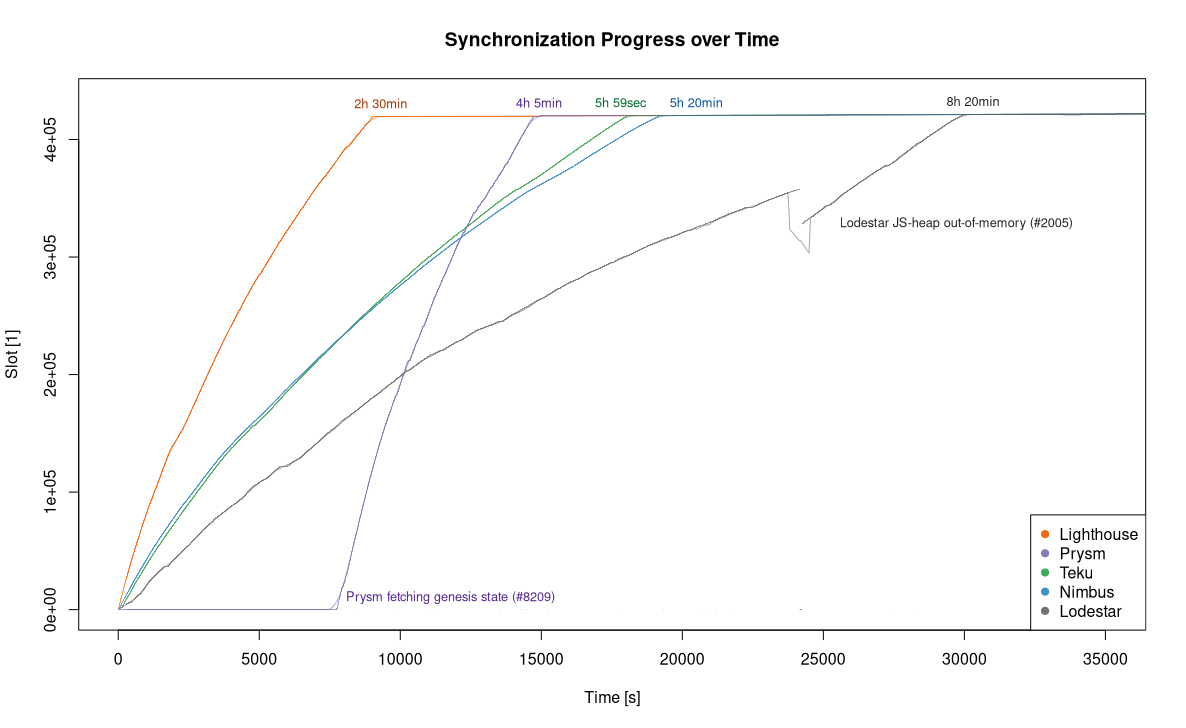 Synchronization Progress over Time
2h 30min
4h 5min
5h 59sec
5h 20min
8h 20min
Slot [1]
4e+05
3e+05
2e+05
1e+05
0e+00
Lodestar JS-heap out-of-memory (#2005)
Prysm fetching genesis state (#8209)
Lighthouse
Prysm
Teku
Nimbus
Lodestar
0
5000
10000
15000
20000
25000
30000
35000
Time [s]